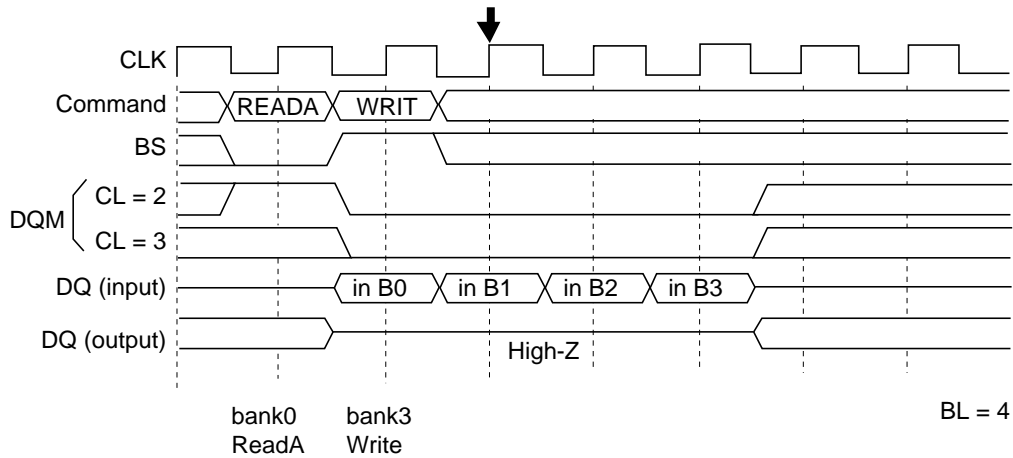 CLK
Command READA WRIT
BS
DQM CL = 2
CL = 3
DQ (input) in B0 in B1 in B2 in B3
DQ (output) High-Z
bank0 bank3 BL = 4
ReadA Write